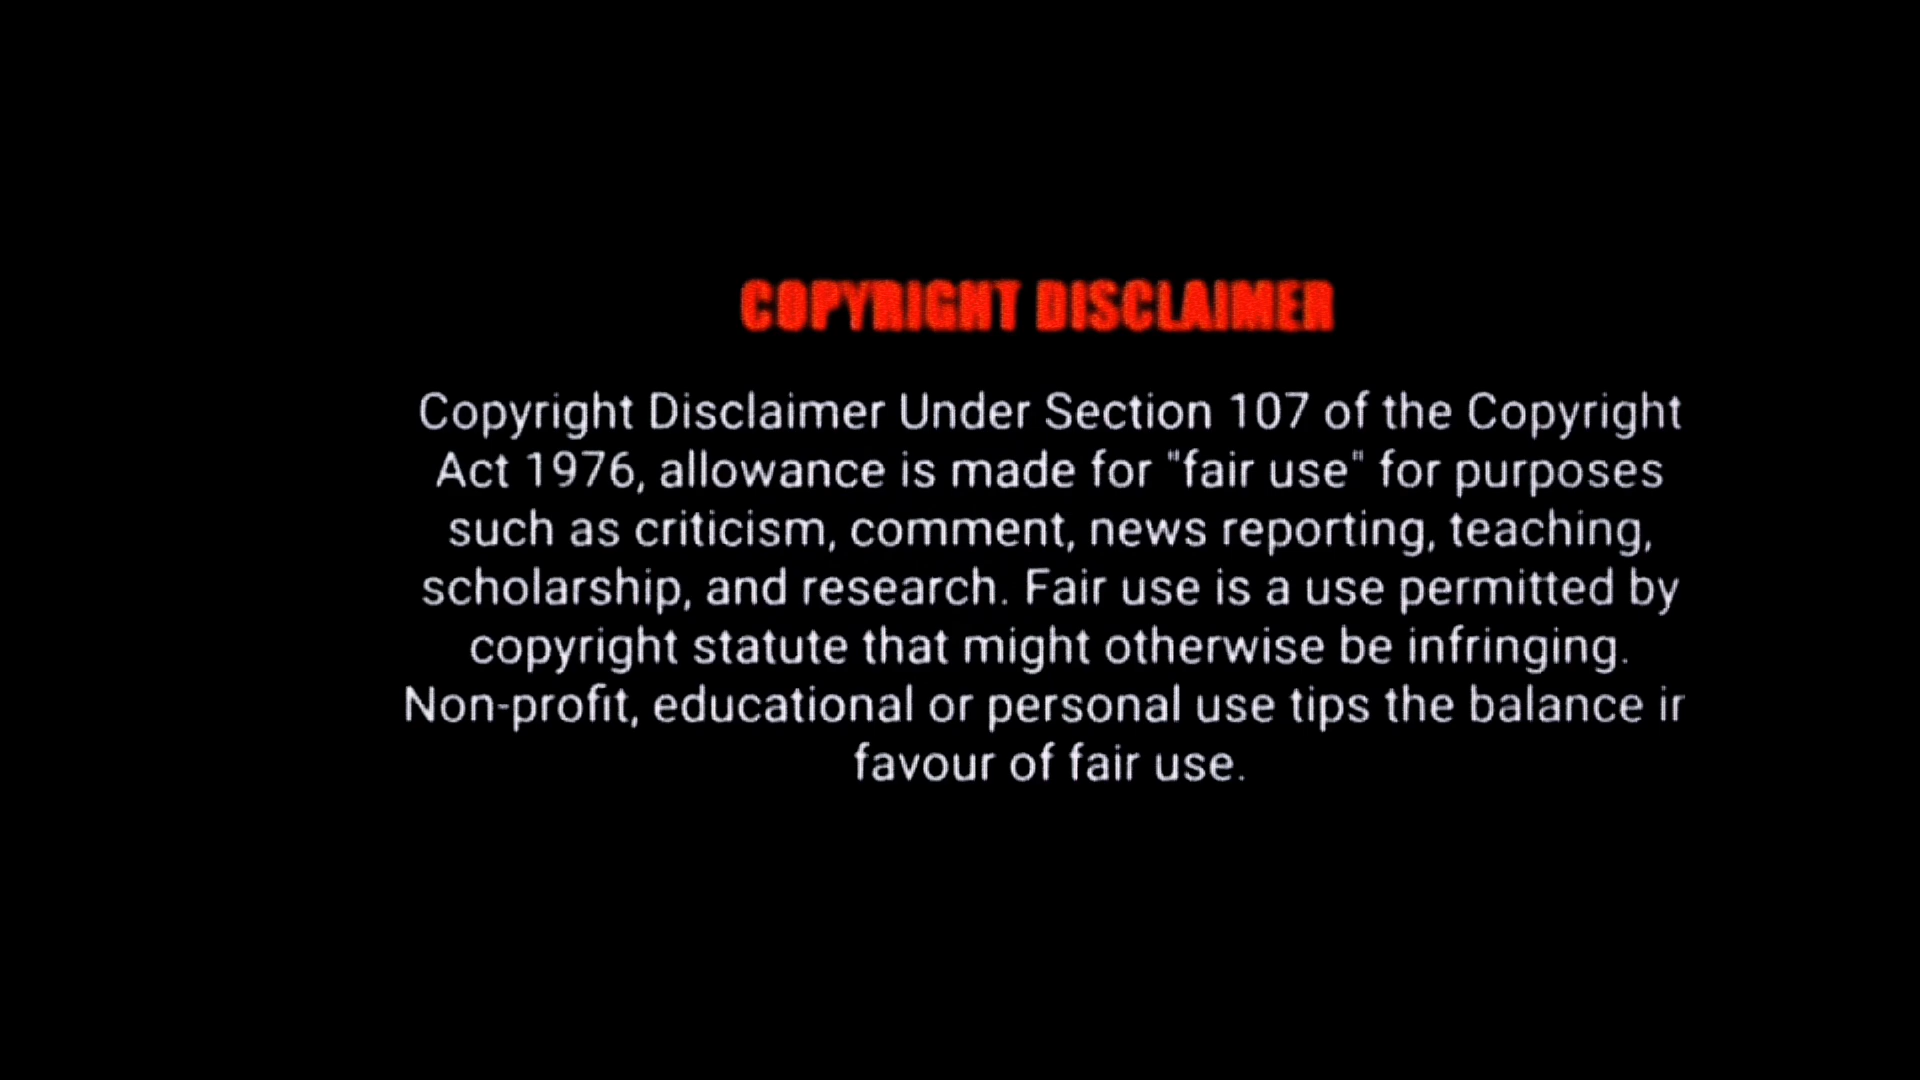 COPYRIGHT DISCLAIMER
Copyright Disclaimer Under Section 107 of the Copyright
Act 1976, allowance is made for "fair use" for purposes
such as criticism, comment, news reporting, teaching,
scholarship, and research. Fair use is a use permitted by
copyright statute that might otherwise be infringing.
Non-profit, educational or personal use tips the balance
favour of fair use.